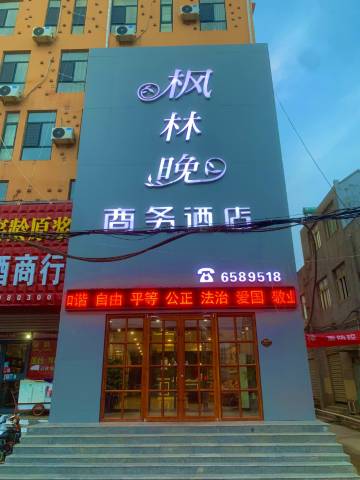 枫
林
晚
商务酒店
☎ 6589518
和谐 自由 平等 公正 法治 爱国 敬业
酒商行